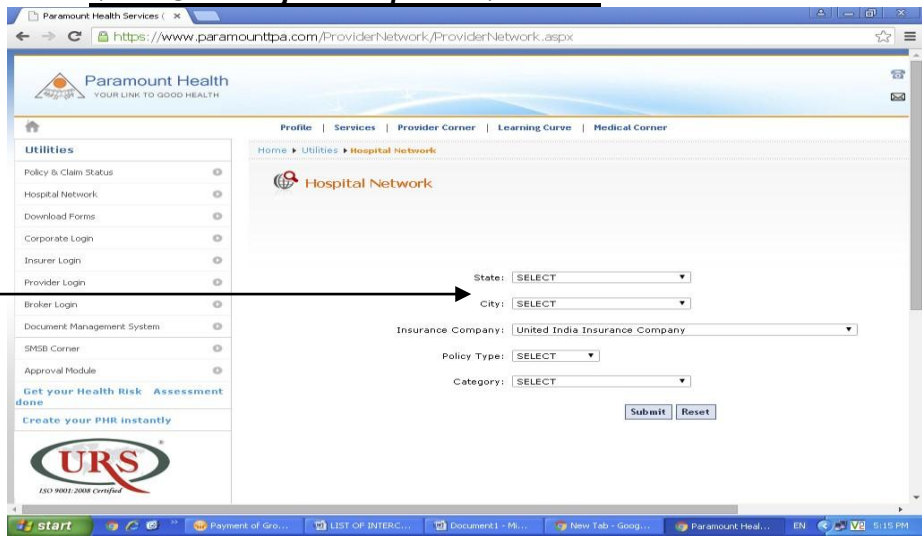 Paramount Health Services (
https://www.paramounttpa.com/ProviderNetwork/ProviderNetwork.aspx
Paramount Health
YOUR LINK TO GOOD HEALTH
Profile | Services | Provider Corner | Learning Curve | Medical Corner
Utilities
Home Utilities Hospital Network
Policy & Claim Status
Hospital Network
Hospital Network
Download Forms
Corporate Login
Insurer Login
State: SELECT
Provider Login
City: SELECT
Broker Login
Document Management System
Insurance Company: United India Insurance Company
SMSB Corner
Policy Type: SELECT
Approval Module
Category: SELECT
Get your Health Risk Assessment
done
Submit Reset
Create your PHR instantly
URS
ISO 9001:2008 Certified
start Payment of Gro... LIST OF INTERC... Document1 - Mi... New Tab - Goog... Paramount Heal... EN 5:15 PM